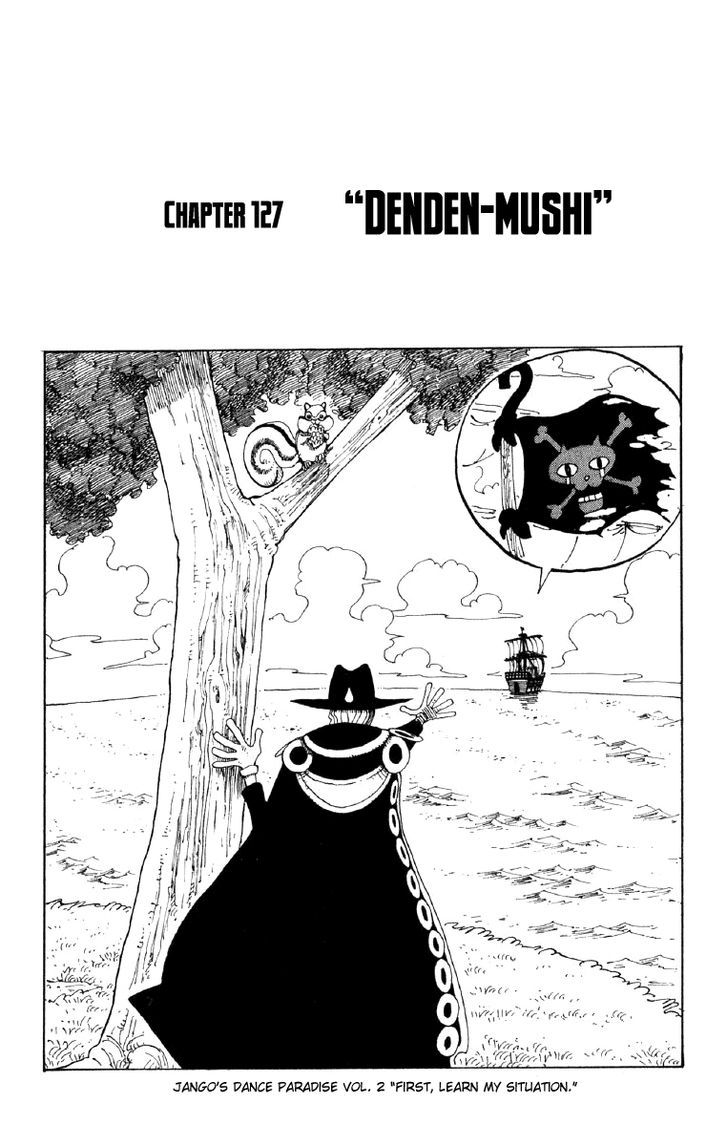 CHAPTER 127 “DENDEN-MUSHI”
JANGO'S DANCE PARADISE VOL. 2 "FIRST, LEARN MY SITUATION."